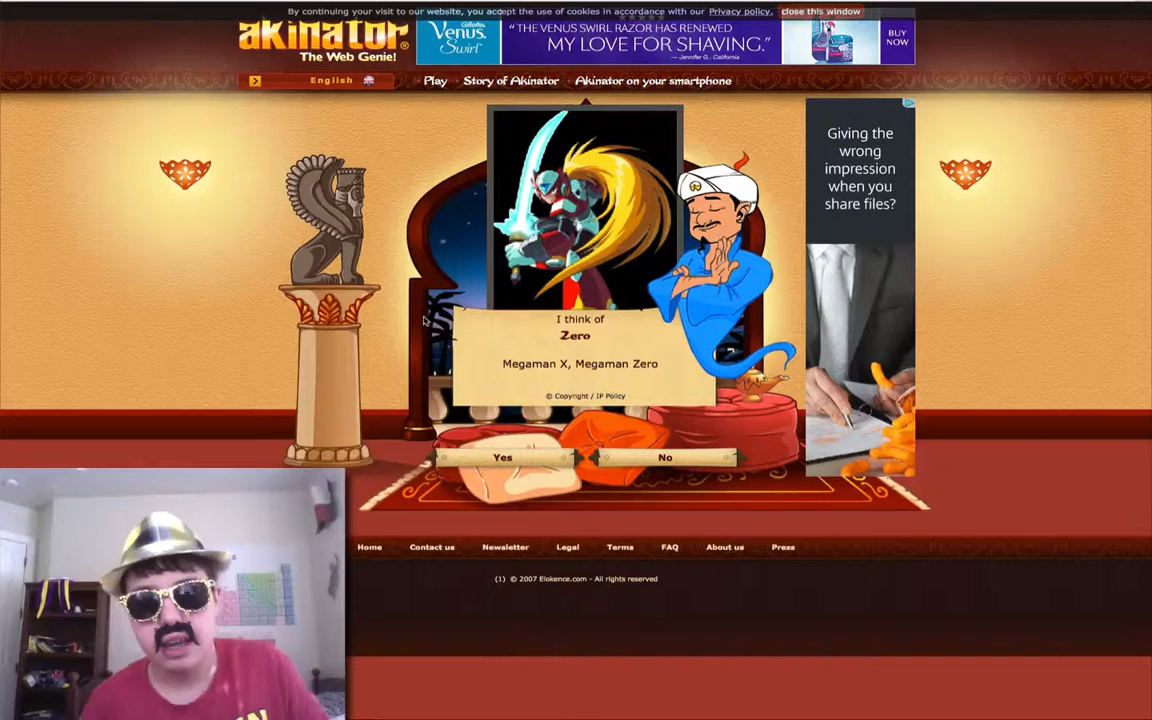 By continuing your visit to our website, you accept the use of cookies in accordance with our Privacy policy. close this window
akinator®
The Web Genie!
Gillette
Venus
Swirl
"THE VENUS SWIRL RAZOR HAS RENEWED
MY LOVE FOR SHAVING."
— Jennifer G., California
BUY
NOW
English
Play
Story of Akinator
Akinator on your smartphone
Giving the
wrong
impression
when you
share files?
I think of
Zero
Megaman X, Megaman Zero
© Copyright / IP Policy
Yes
No
Home
Contact us
Newsletter
Legal
Terms
FAQ
About us
Press
(1) © 2007 Elokence.com - All rights reserved